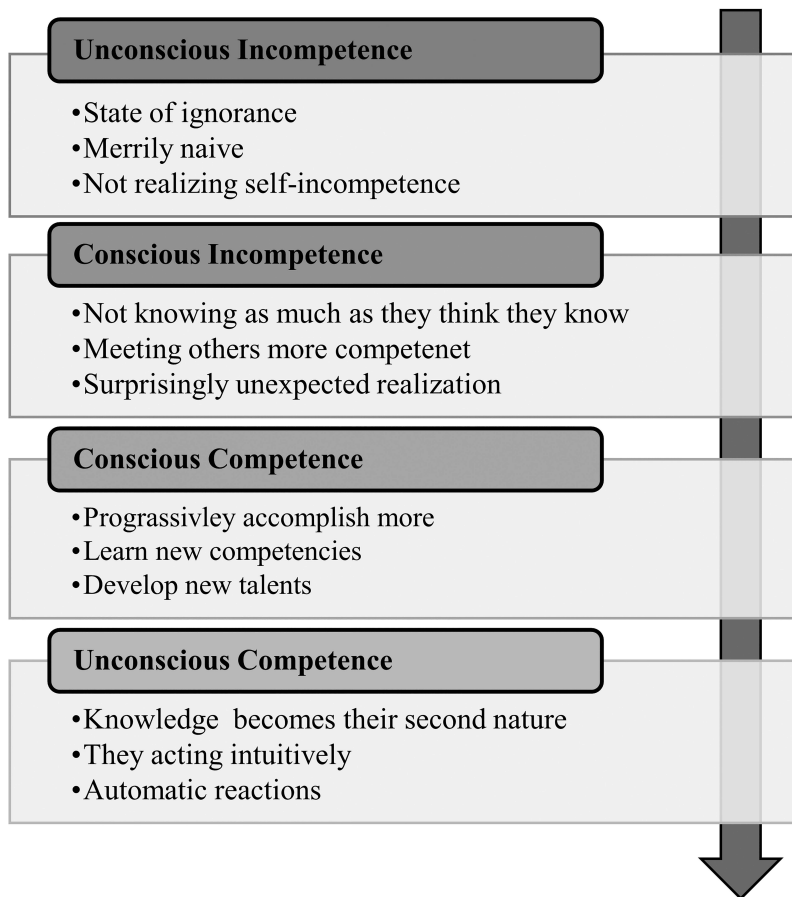 Unconscious Incompetence
•State of ignorance
•Merrily naive
•Not realizing self-incompetence
Conscious Incompetence
•Not knowing as much as they think they know
•Meeting others more competenet
•Surprisingly unexpected realization
Conscious Competence
•Prograssivley accomplish more
•Learn new competencies
•Develop new talents
Unconscious Competence
•Knowledge  becomes their second nature
•They acting intuitively
•Automatic reactions